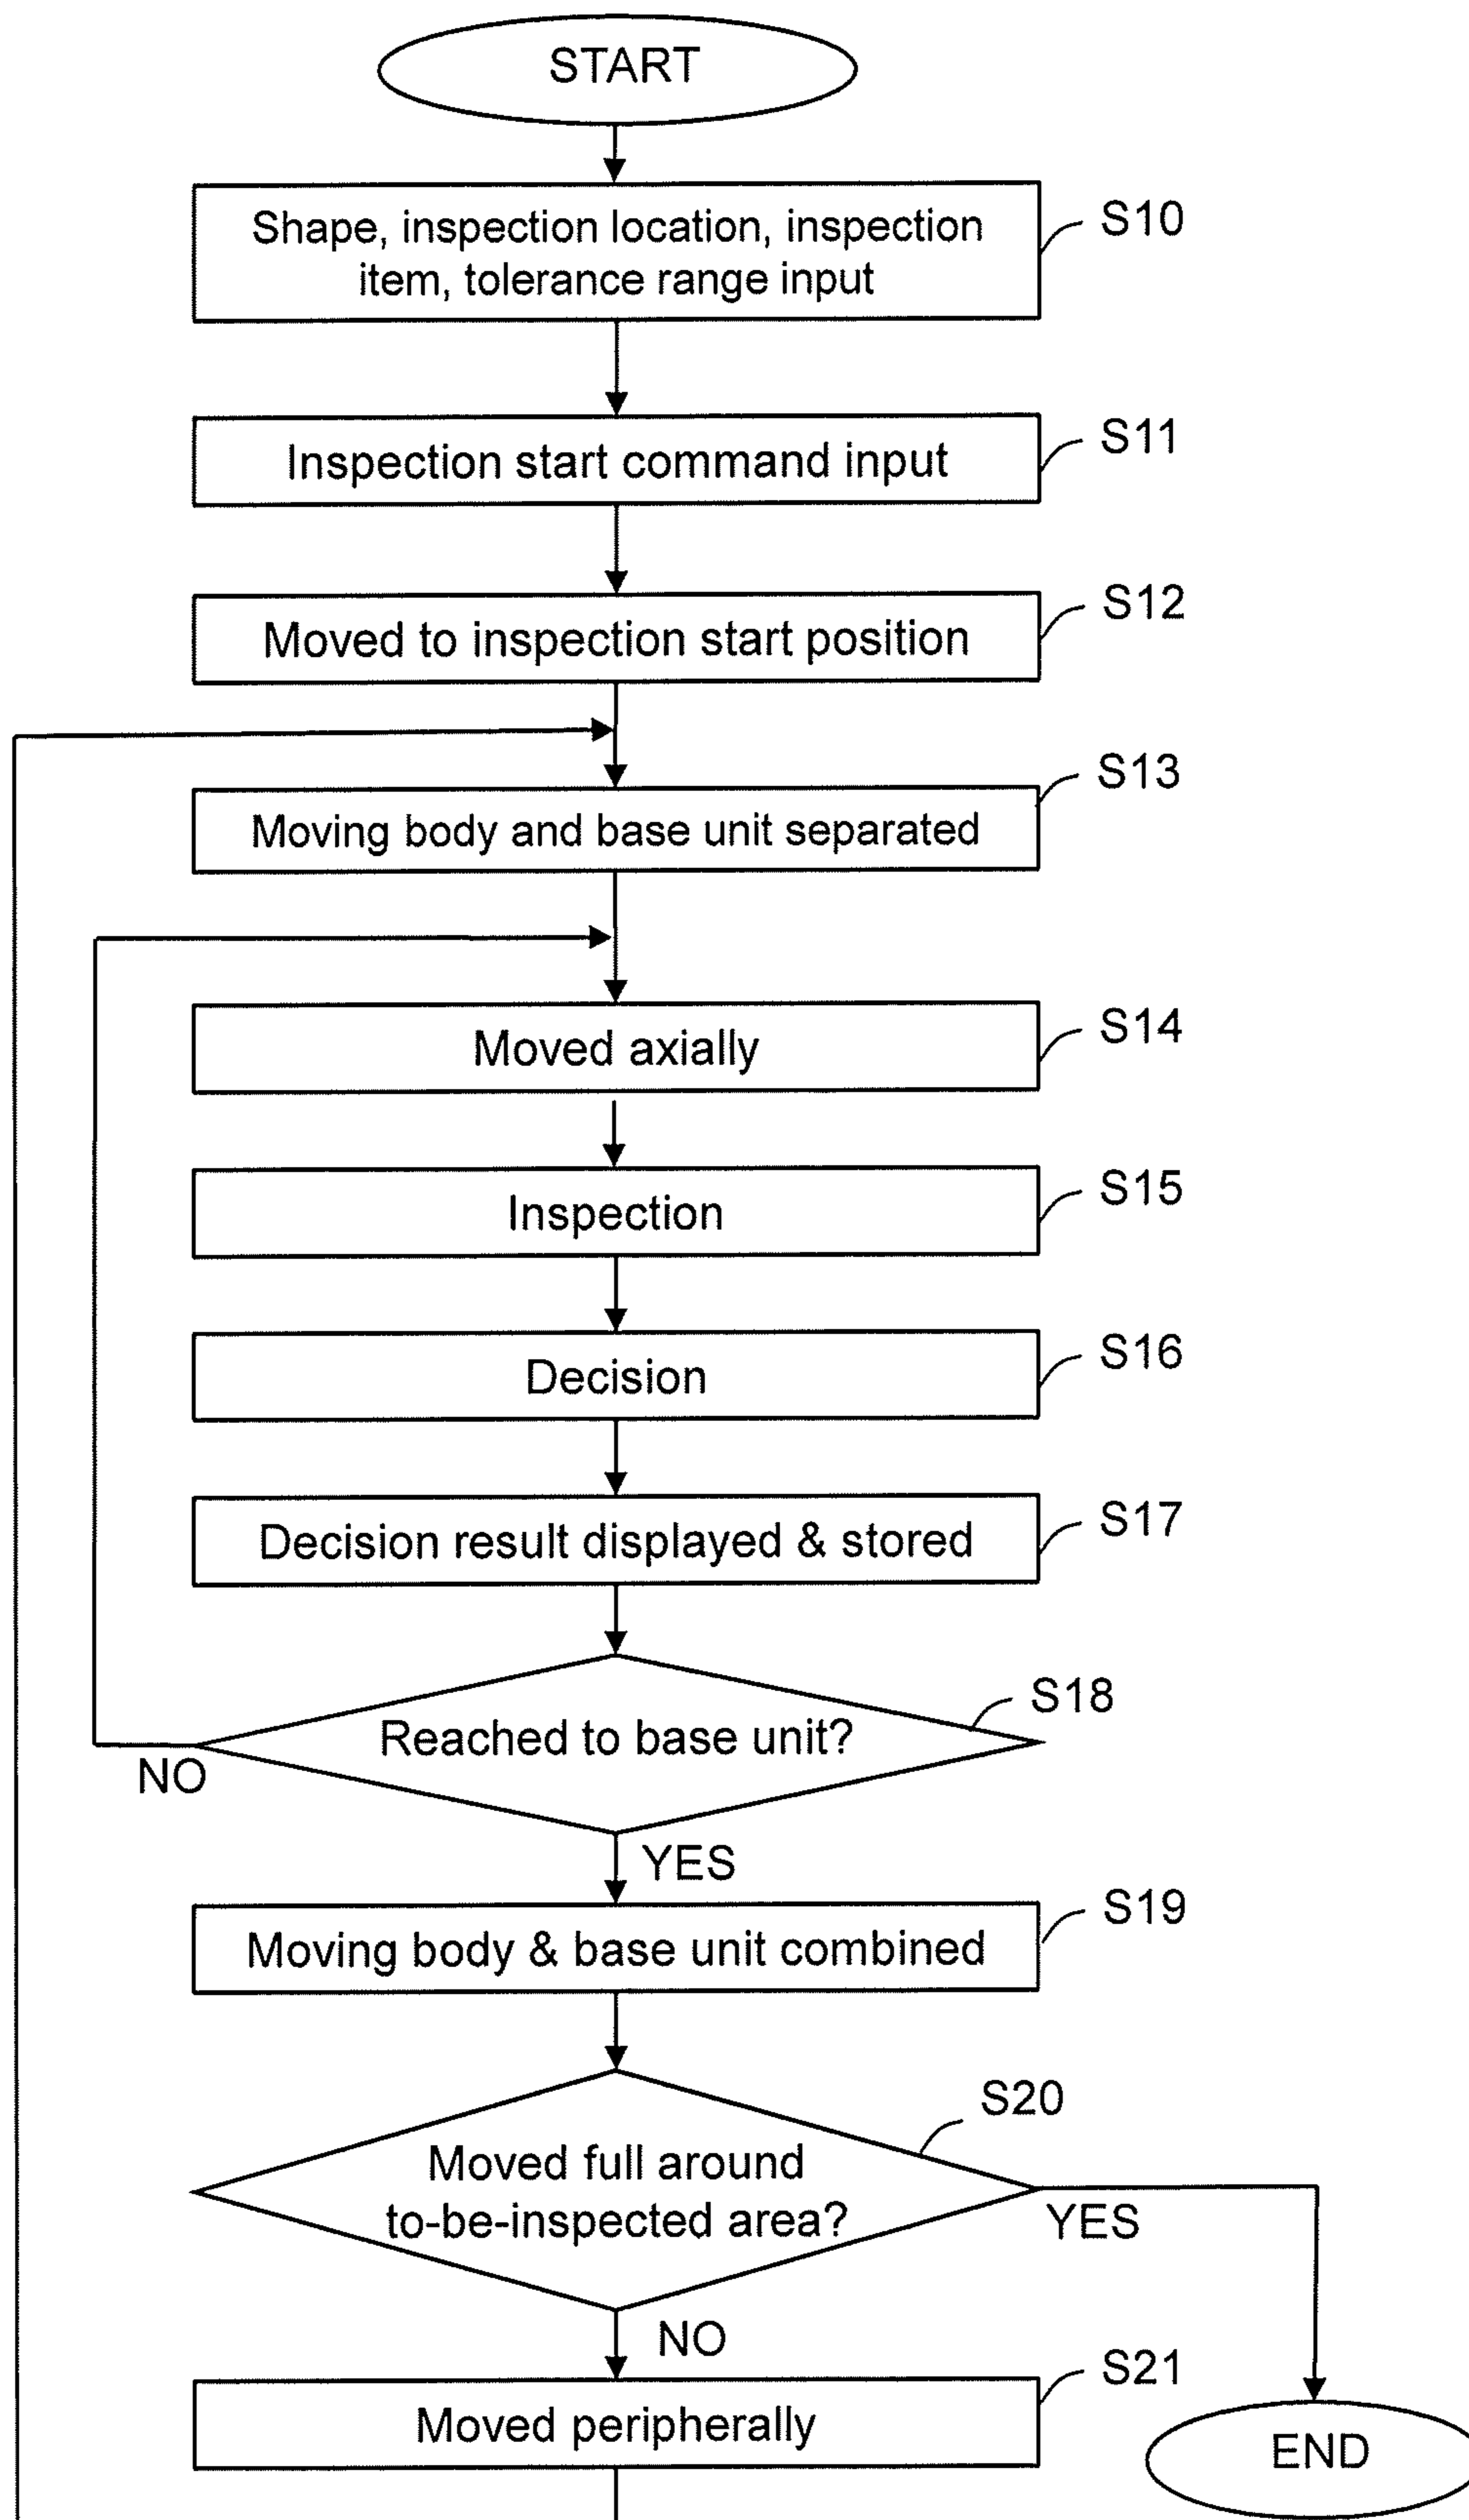 START
Shape, inspection location, inspection
item, tolerance range input
S10
Inspection start command input
S11
Moved to inspection start position
S12
Moving body and base unit separated
S13
Moved axially
S14
Inspection
S15
Decision
S16
Decision result displayed & stored
S17
Reached to base unit?
S18
NO
YES
Moving body & base unit combined
S19
Moved full around
to-be-inspected area?
S20
YES
NO
Moved peripherally
S21
END